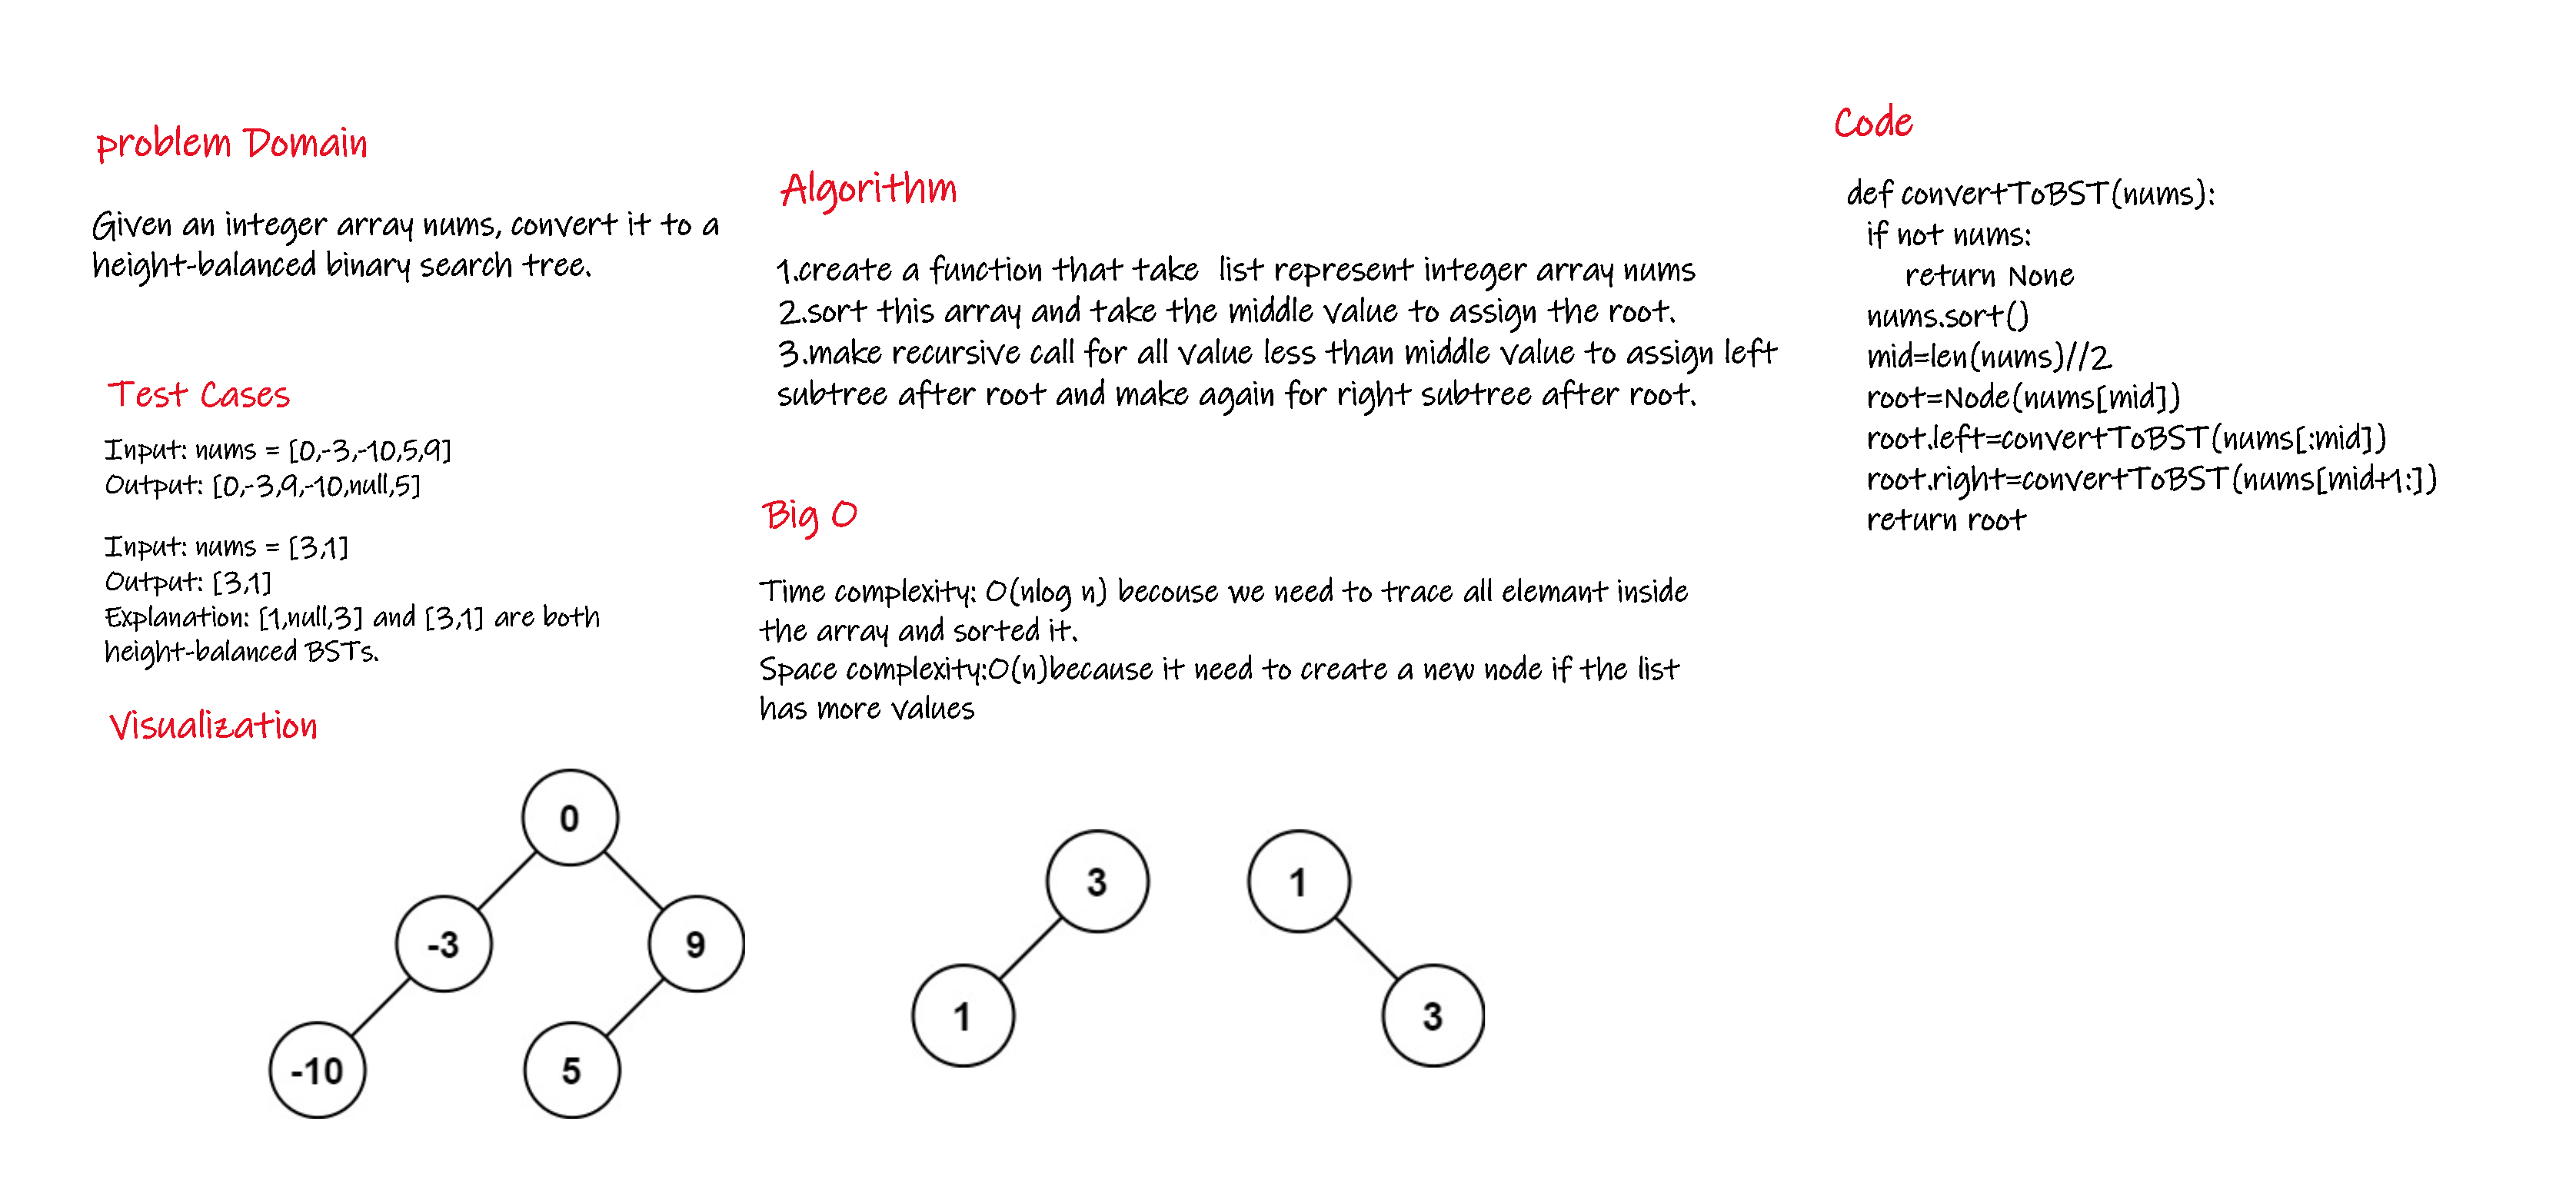 problem Domain
Given an integer array nums, convert it to a
height-balanced binary search tree.
Test Cases
Input: nums = [0,-3,-10,5,9]
Output: [0,-3,9,-10,null,5]
Input: nums = [3,1]
Output: [3,1]
Explanation: [1,null,3] and [3,1] are both
height-balanced BSTs.
Visualization
0
-3
9
-10
5
Algorithm
1.create a function that take  list represent integer array nums
2.sort this array and take the middle value to assign the root.
3.make recursive call for all value less than middle value to assign left
subtree after root and make again for right subtree after root.
Big O
Time complexity: O(nlog n) becouse we need to trace all elemant inside
the array and sorted it.
Space complexity:O(n)because it need to create a new node if the list
has more values
3
1
1
3
Code
def convertToBST(nums):
if not nums:
return None
nums.sort()
mid=len(nums)//2
root=Node(nums[mid])
root.left=convertToBST(nums[:mid])
root.right=convertToBST(nums[mid+1:])
return root